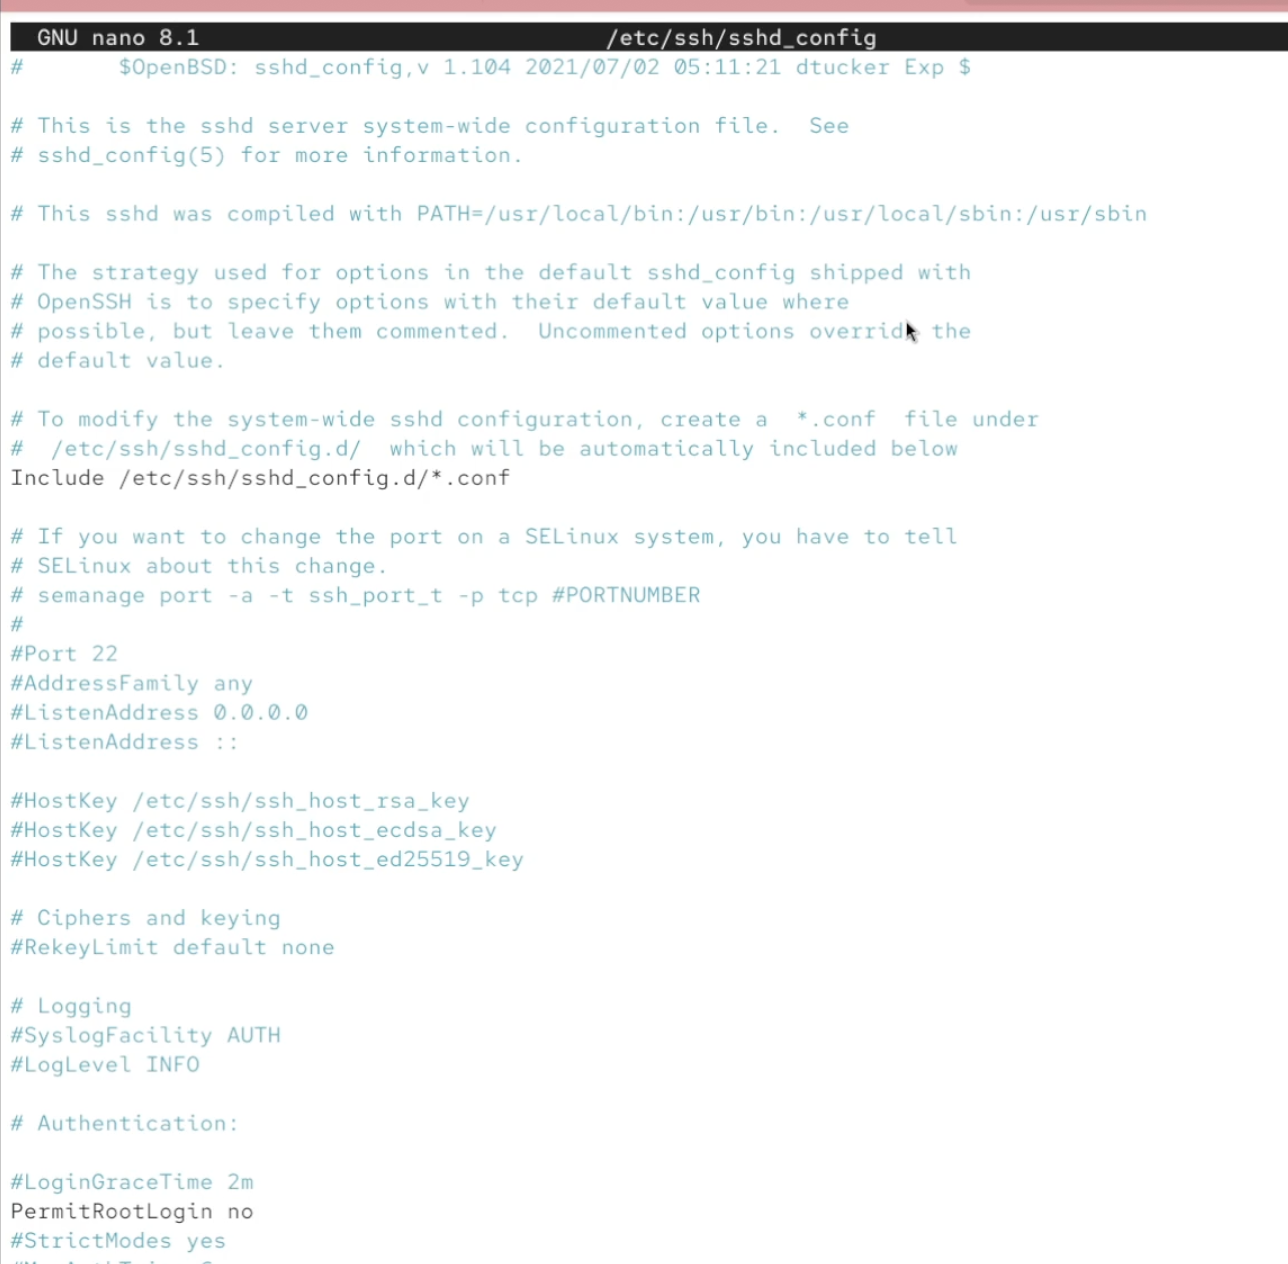 GNU nano 8.1 /etc/ssh/sshd_config
# $OpenBSD: sshd_config,v 1.104 2021/07/02 05:11:21 dtucker Exp $
# This is the sshd server system-wide configuration file. See
# sshd_config(5) for more information.
# This sshd was compiled with PATH=/usr/local/bin:/usr/bin:/usr/local/sbin:/usr/sbin
# The strategy used for options in the default sshd_config shipped with
# OpenSSH is to specify options with their default value where
# possible, but leave them commented. Uncommented options override the
# default value.
# To modify the system-wide sshd configuration, create a *.conf file under
# /etc/ssh/sshd_config.d/ which will be automatically included below
Include /etc/ssh/sshd_config.d/*.conf
# If you want to change the port on a SELinux system, you have to tell
# SELinux about this change.
# semanage port -a -t ssh_port_t -p tcp #PORTNUMBER
#
#Port 22
#AddressFamily any
#ListenAddress 0.0.0.0
#ListenAddress ::
#HostKey /etc/ssh/ssh_host_rsa_key
#HostKey /etc/ssh/ssh_host_ecdsa_key
#HostKey /etc/ssh/ssh_host_ed25519_key
# Ciphers and keying
#RekeyLimit default none
# Logging
#SyslogFacility AUTH
#LogLevel INFO
# Authentication:
#LoginGraceTime 2m
PermitRootLogin no
#StrictModes yes